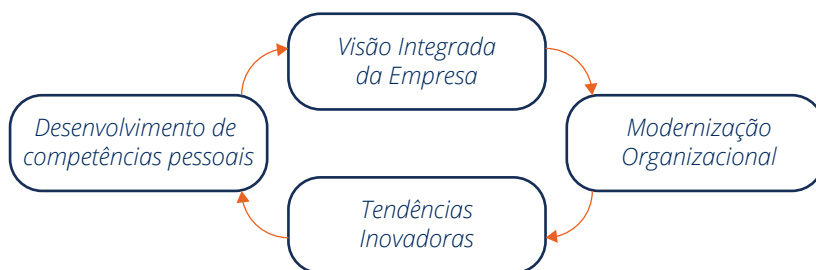 Visão Integrada
da Empresa
Desenvolvimento de
competências pessoais
Modernização
Organizacional
Tendências
Inovadoras